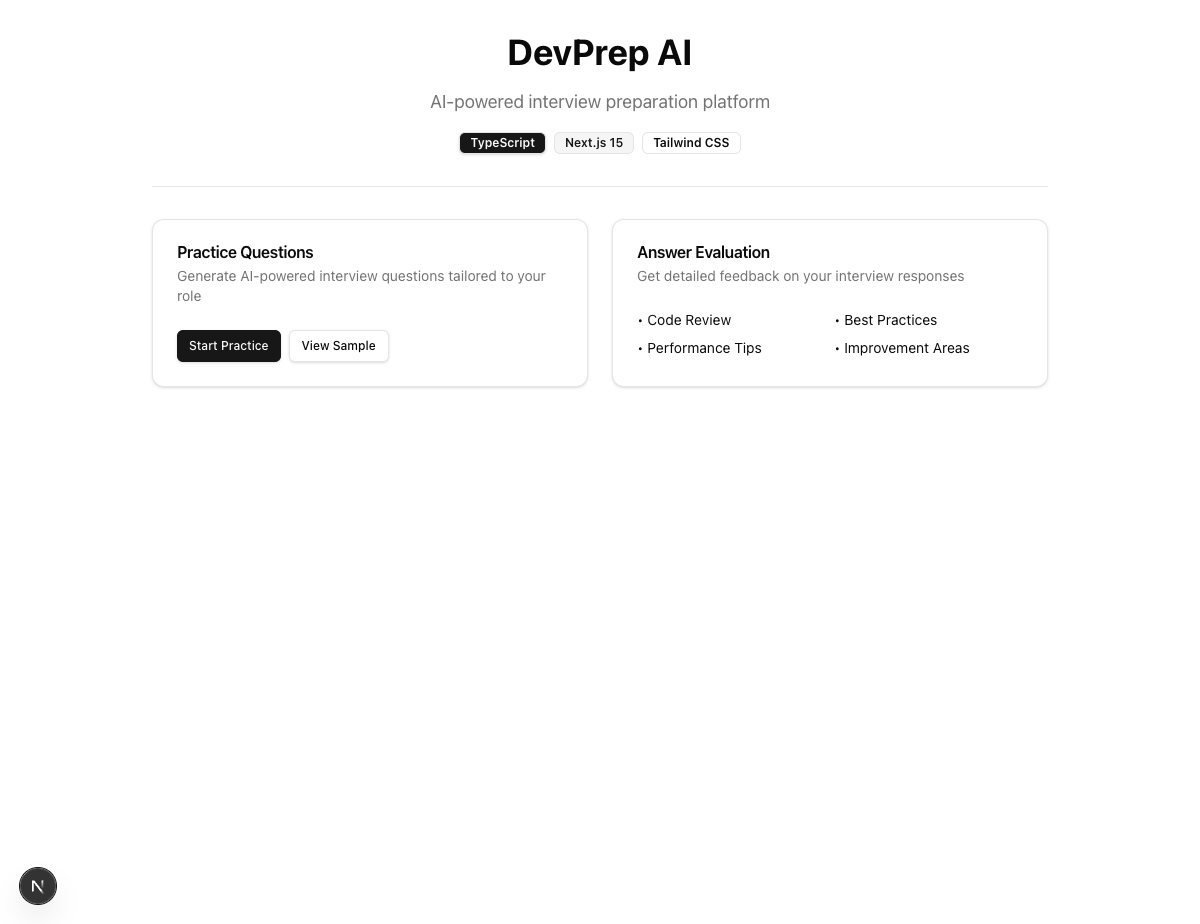 DevPrep AI
AI-powered interview preparation platform
TypeScript
Next.js 15
Tailwind CSS
Practice Questions
Generate AI-powered interview questions tailored to your
role
Start Practice
View Sample
Answer Evaluation
Get detailed feedback on your interview responses
• Code Review
• Best Practices
• Performance Tips
• Improvement Areas
N